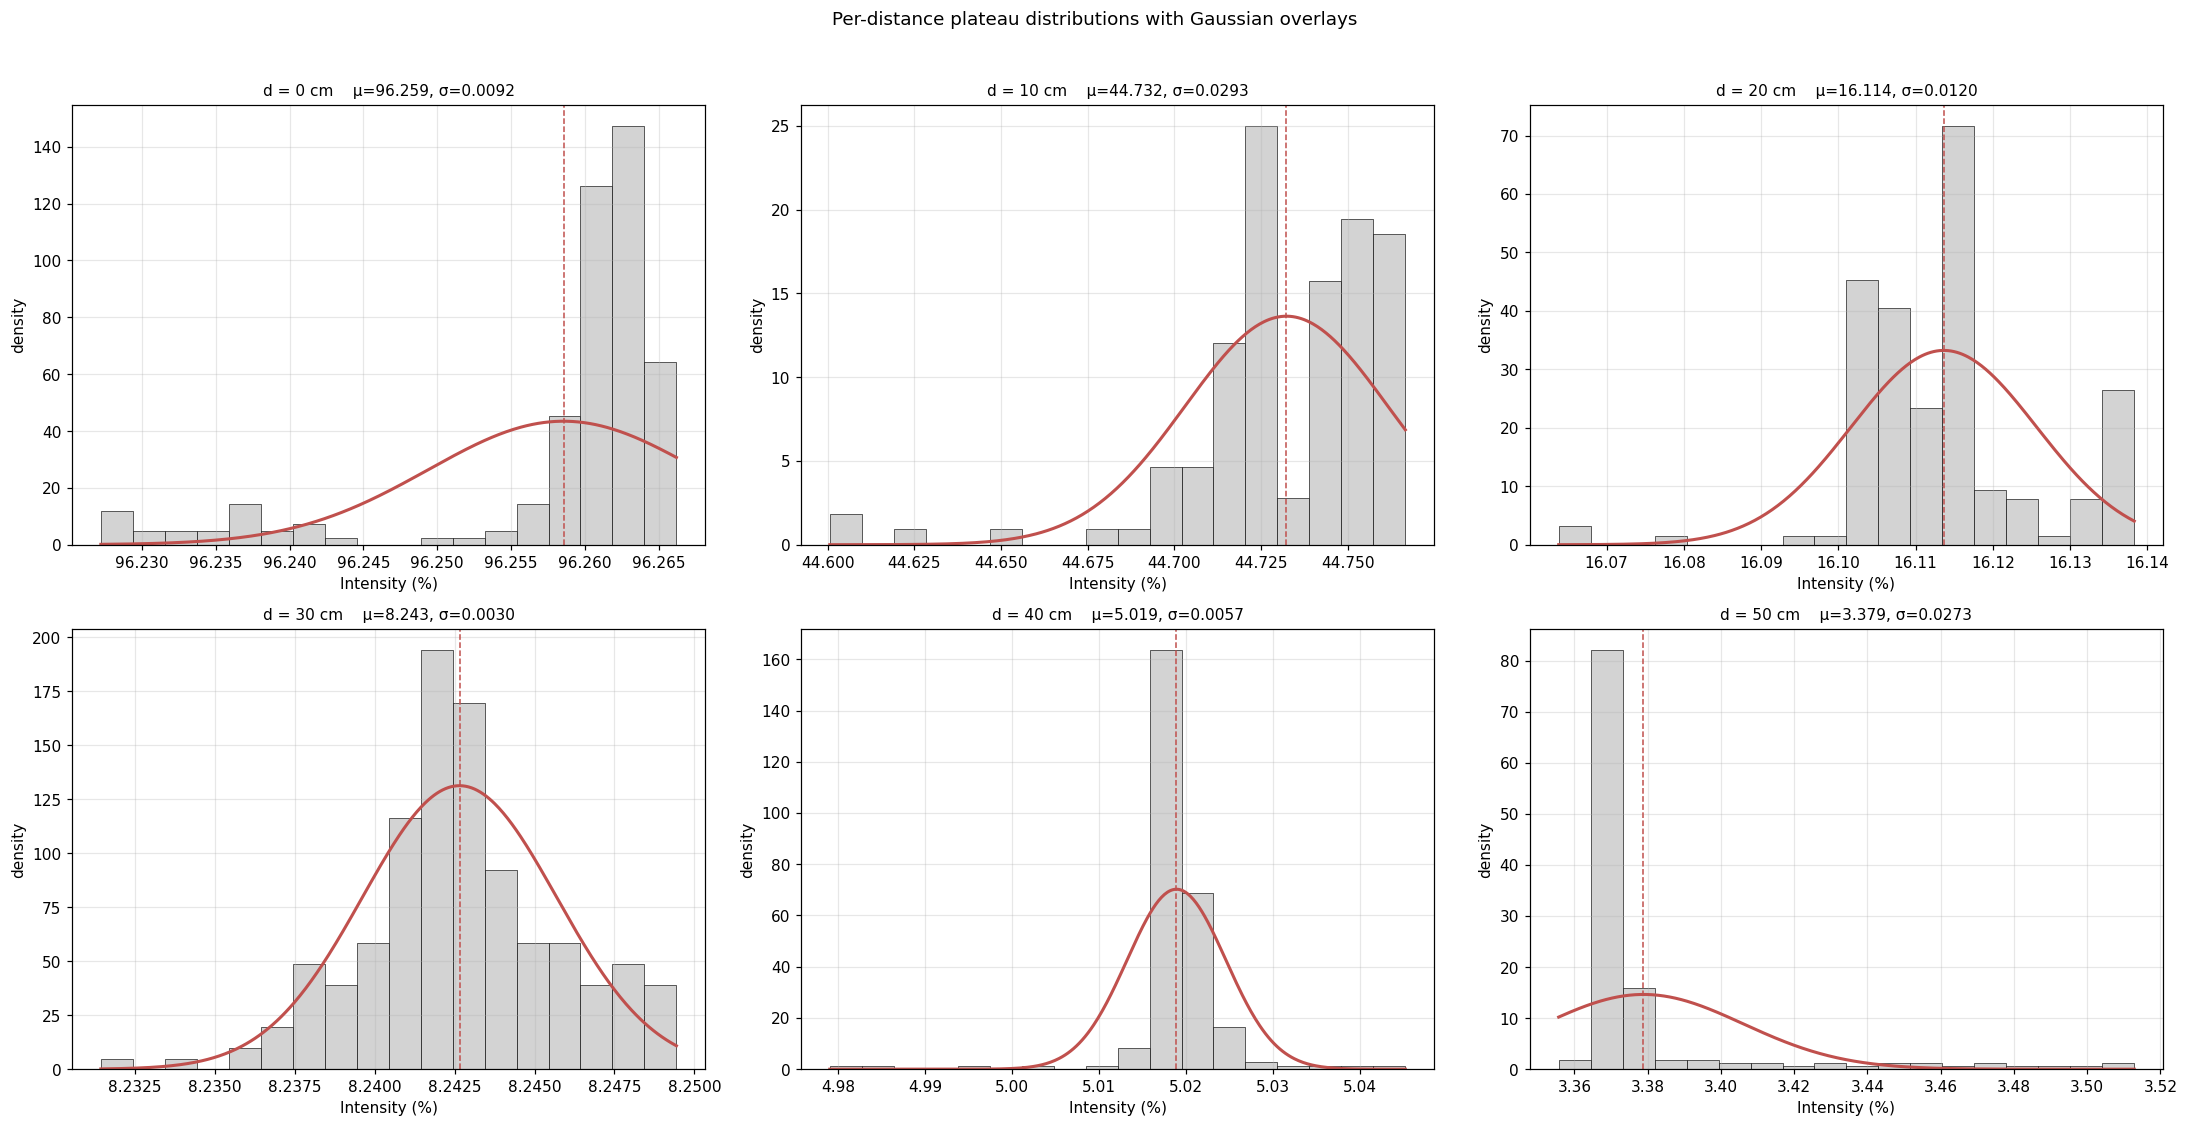 Per-distance plateau distributions with Gaussian overlays
d = 0 cm    μ=96.259, σ=0.0092
140
120
100
80
60
40
20
0
density
96.230 96.235 96.240 96.245 96.250 96.255 96.260 96.265
Intensity (%)
d = 10 cm    μ=44.732, σ=0.0293
25
20
15
10
5
0
density
44.600 44.625 44.650 44.675 44.700 44.725 44.750
Intensity (%)
d = 20 cm    μ=16.114, σ=0.0120
70
60
50
40
30
20
10
0
density
16.07 16.08 16.09 16.10 16.11 16.12 16.13 16.14
Intensity (%)
d = 30 cm    μ=8.243, σ=0.0030
200
175
150
125
100
75
50
25
0
density
8.2325 8.2350 8.2375 8.2400 8.2425 8.2450 8.2475 8.2500
Intensity (%)
d = 40 cm    μ=5.019, σ=0.0057
160
140
120
100
80
60
40
20
0
density
4.98 4.99 5.00 5.01 5.02 5.03 5.04
Intensity (%)
d = 50 cm    μ=3.379, σ=0.0273
80
70
60
50
40
30
20
10
0
density
3.36 3.38 3.40 3.42 3.44 3.46 3.48 3.50 3.52
Intensity (%)